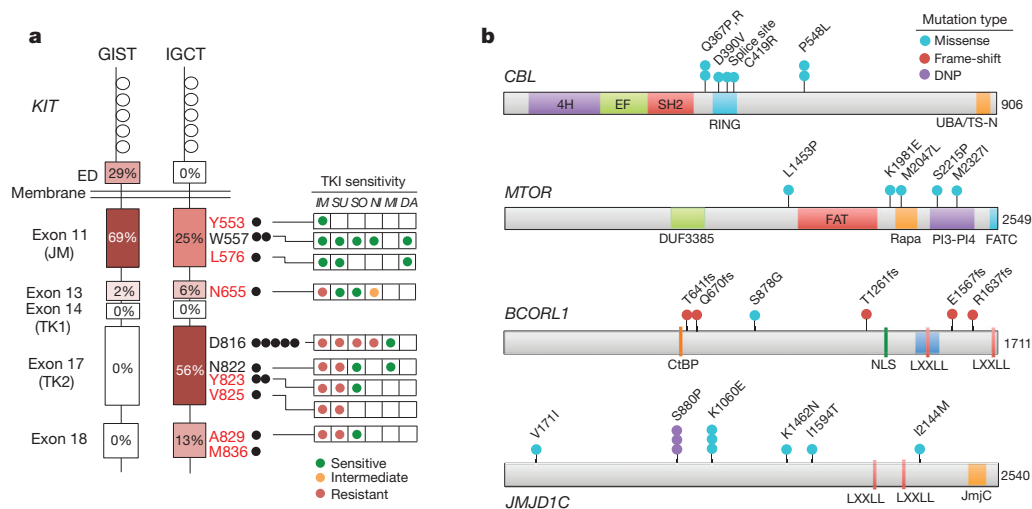 a
GIST IGCT
KIT
ED 29% 0%
Membrane
TKI sensitivity
IM SU SO NI MI DA
Exon 11
(JM)
69% 25%
Y553
W557
L576
Exon 13 2% 6% N655
Exon 14 0% 0%
(TK1)
D816
Exon 17
(TK2)
0% 56%
N822
Y823
V825
Exon 18 0% 13%
A829
M836
Sensitive
Intermediate
Resistant
b
Mutation type
Missense
Frame-shift
DNP
CBL
Q367P,R
D390V
Splice site
C419R
P548L
4H EF SH2 906
RING UBA/TS-N
MTOR
L1453P
K1981E
M2047L
S2215P
M2327I
FAT 2549
DUF3385 Rapa PI3-PI4 FATC
BCORL1
T641fs
Q670fs
S878G
T1261fs
E1567fs
R1637fs
1711
CtBP NLS LXXLL LXXLL
V171I
S880P
K1060E
K1462N
I1594T
I2144M
2540
JMJD1C LXXLL LXXLL JmjC